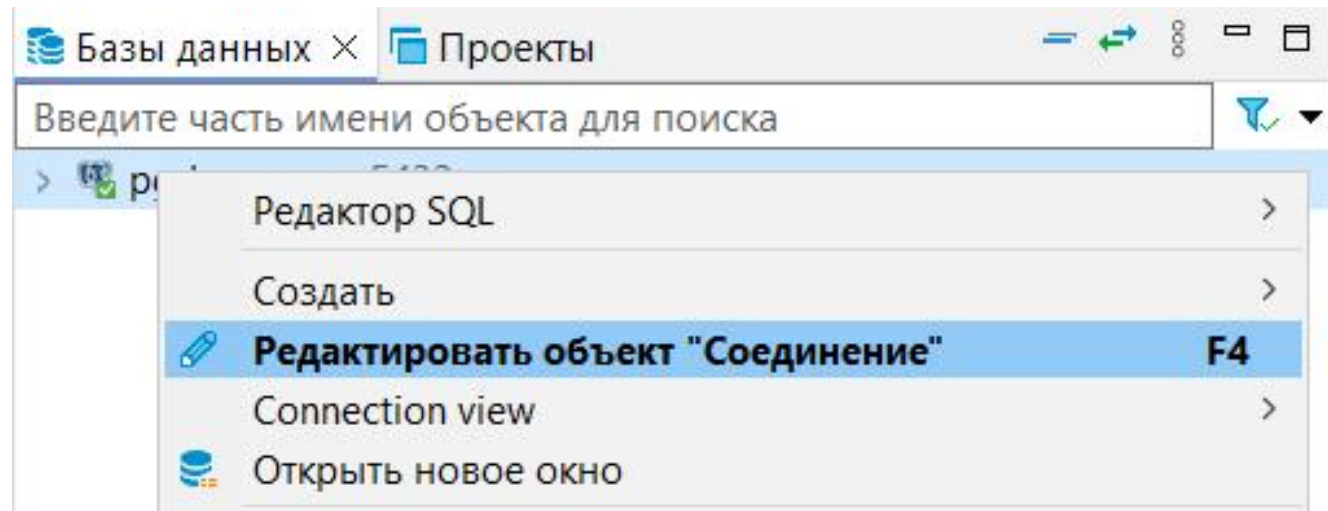 Базы данных Проекты
Введите часть имени объекта для поиска
Редактор SQL
Создать
Редактировать объект "Соединение" F4
Connection view
Открыть новое окно